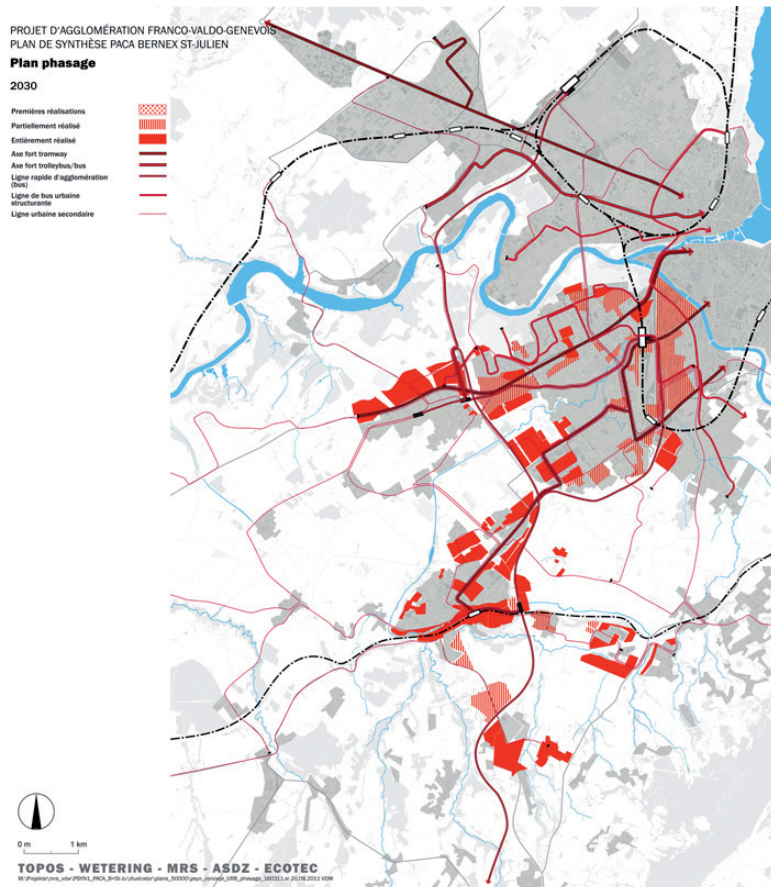 PROJET D'AGGLOMÉRATION FRANCO-VALDO-GENEVOIS
PLAN DE SYNTHÈSE PACA BERNEX ST-JULIEN
Plan phasage
2030
Premières réalisations
Partiellement réalisé
Entièrement réalisé
Axe fort tramway
Axe fort trolleybus/bus
Ligne rapide d'agglomération
(bus)
Ligne de bus urbaine
structurante
Ligne urbaine secondaire
0 m 1 km
TOPOS - WETERING - MRS - ASDZ - ECOTEC